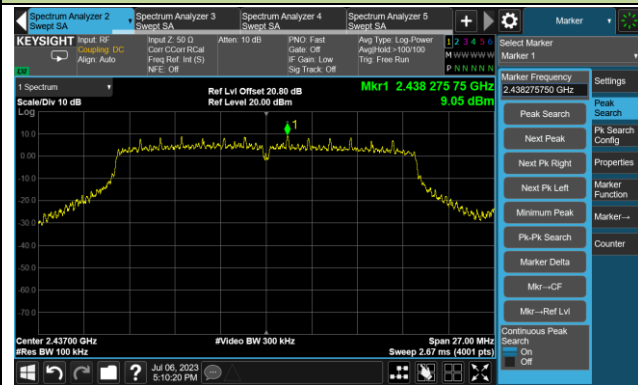 Spectrum Analyzer 2
Swept SA
Spectrum Analyzer 3
Swept SA
Spectrum Analyzer 4
Swept SA
Spectrum Analyzer 5
Swept SA
+
Marker
KEYSIGHT
Input: RF
Coupling: DC
Align: Auto
Input Z: 50 Ω
Corr CCorr RCal
Freq Ref: Int (S)
NFE: Off
Atten: 10 dB
PNO: Fast
Gate: Off
IF Gain: Low
Sig Track: Off
Avg Type: Log-Power
Avg|Hold:>100/100
Trig: Free Run
1 2 3 4 5 6
M W W W W W
P N N N N N
Select Marker
Marker 1
1 Spectrum
Scale/Div 10 dB
Log
Ref Lvl Offset 20.80 dB
Ref Level 20.00 dBm
Mkr1 2.438 275 75 GHz
9.05 dBm
1
10.0
0.00
-10.0
-20.0
-30.0
-40.0
-50.0
-60.0
-70.0
Center 2.43700 GHz
#Res BW 100 kHz
#Video BW 300 kHz
Span 27.00 MHz
Sweep 2.67 ms (4001 pts)
Marker Frequency
2.438275750 GHz
Peak Search
Next Peak
Next Pk Right
Next Pk Left
Minimum Peak
Pk-Pk Search
Marker Delta
Mkr→CF
Mkr→Ref Lvl
Continuous Peak
Search
On
Off
Settings
Peak
Search
Pk Search
Config
Properties
Marker
Function
Marker→
Counter
?
Jul 06, 2023
5:10:20 PM